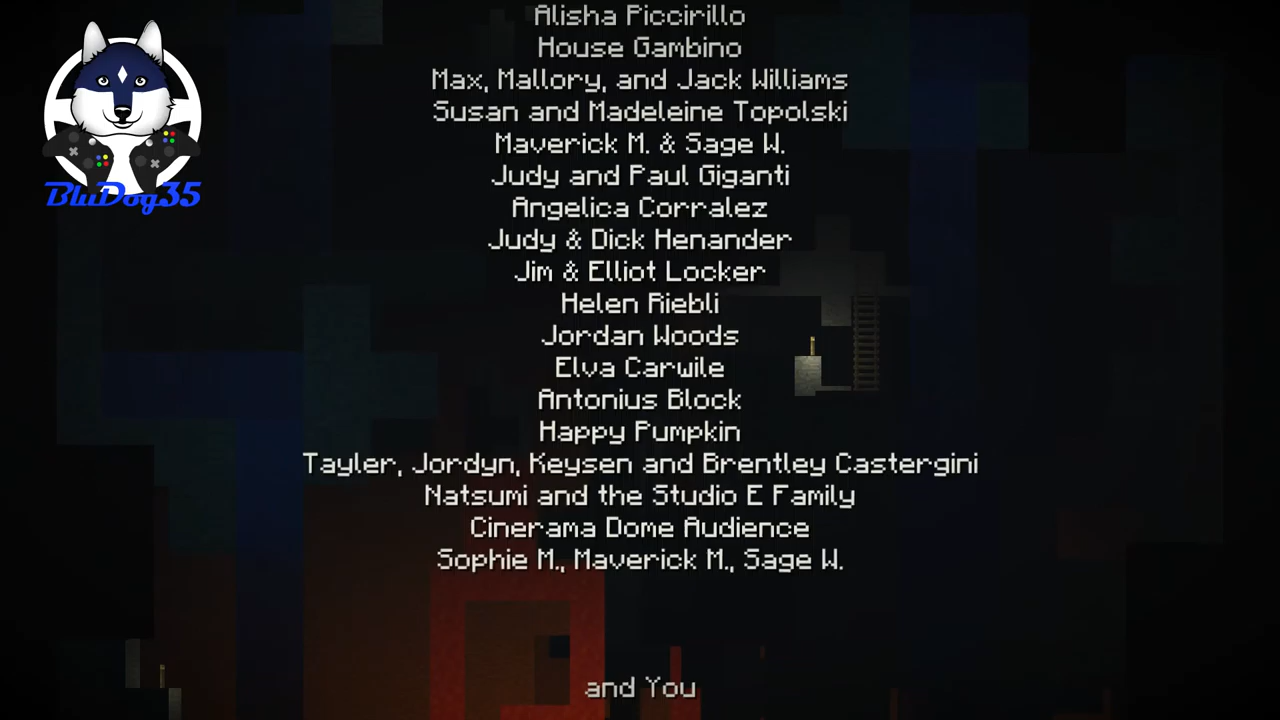 Alisha Piccirillo
House Gambino
Max, Mallory, and Jack Williams
Susan and Madeleine Topolski
Maverick M. & Sage W.
Judy and Paul Giganti
Angelica Corralez
Judy & Dick Henander
Jim & Elliot Locker
Helen Riebli
Jordan Woods
Elva Carwile
Antonius Block
Happy Pumpkin
Tayler, Jordyn, Keysen and Brentley Castergini
Natsumi and the Studio E Family
Cinerama Dome Audience
Sophie M., Maverick M., Sage W.
and You
BluDog35